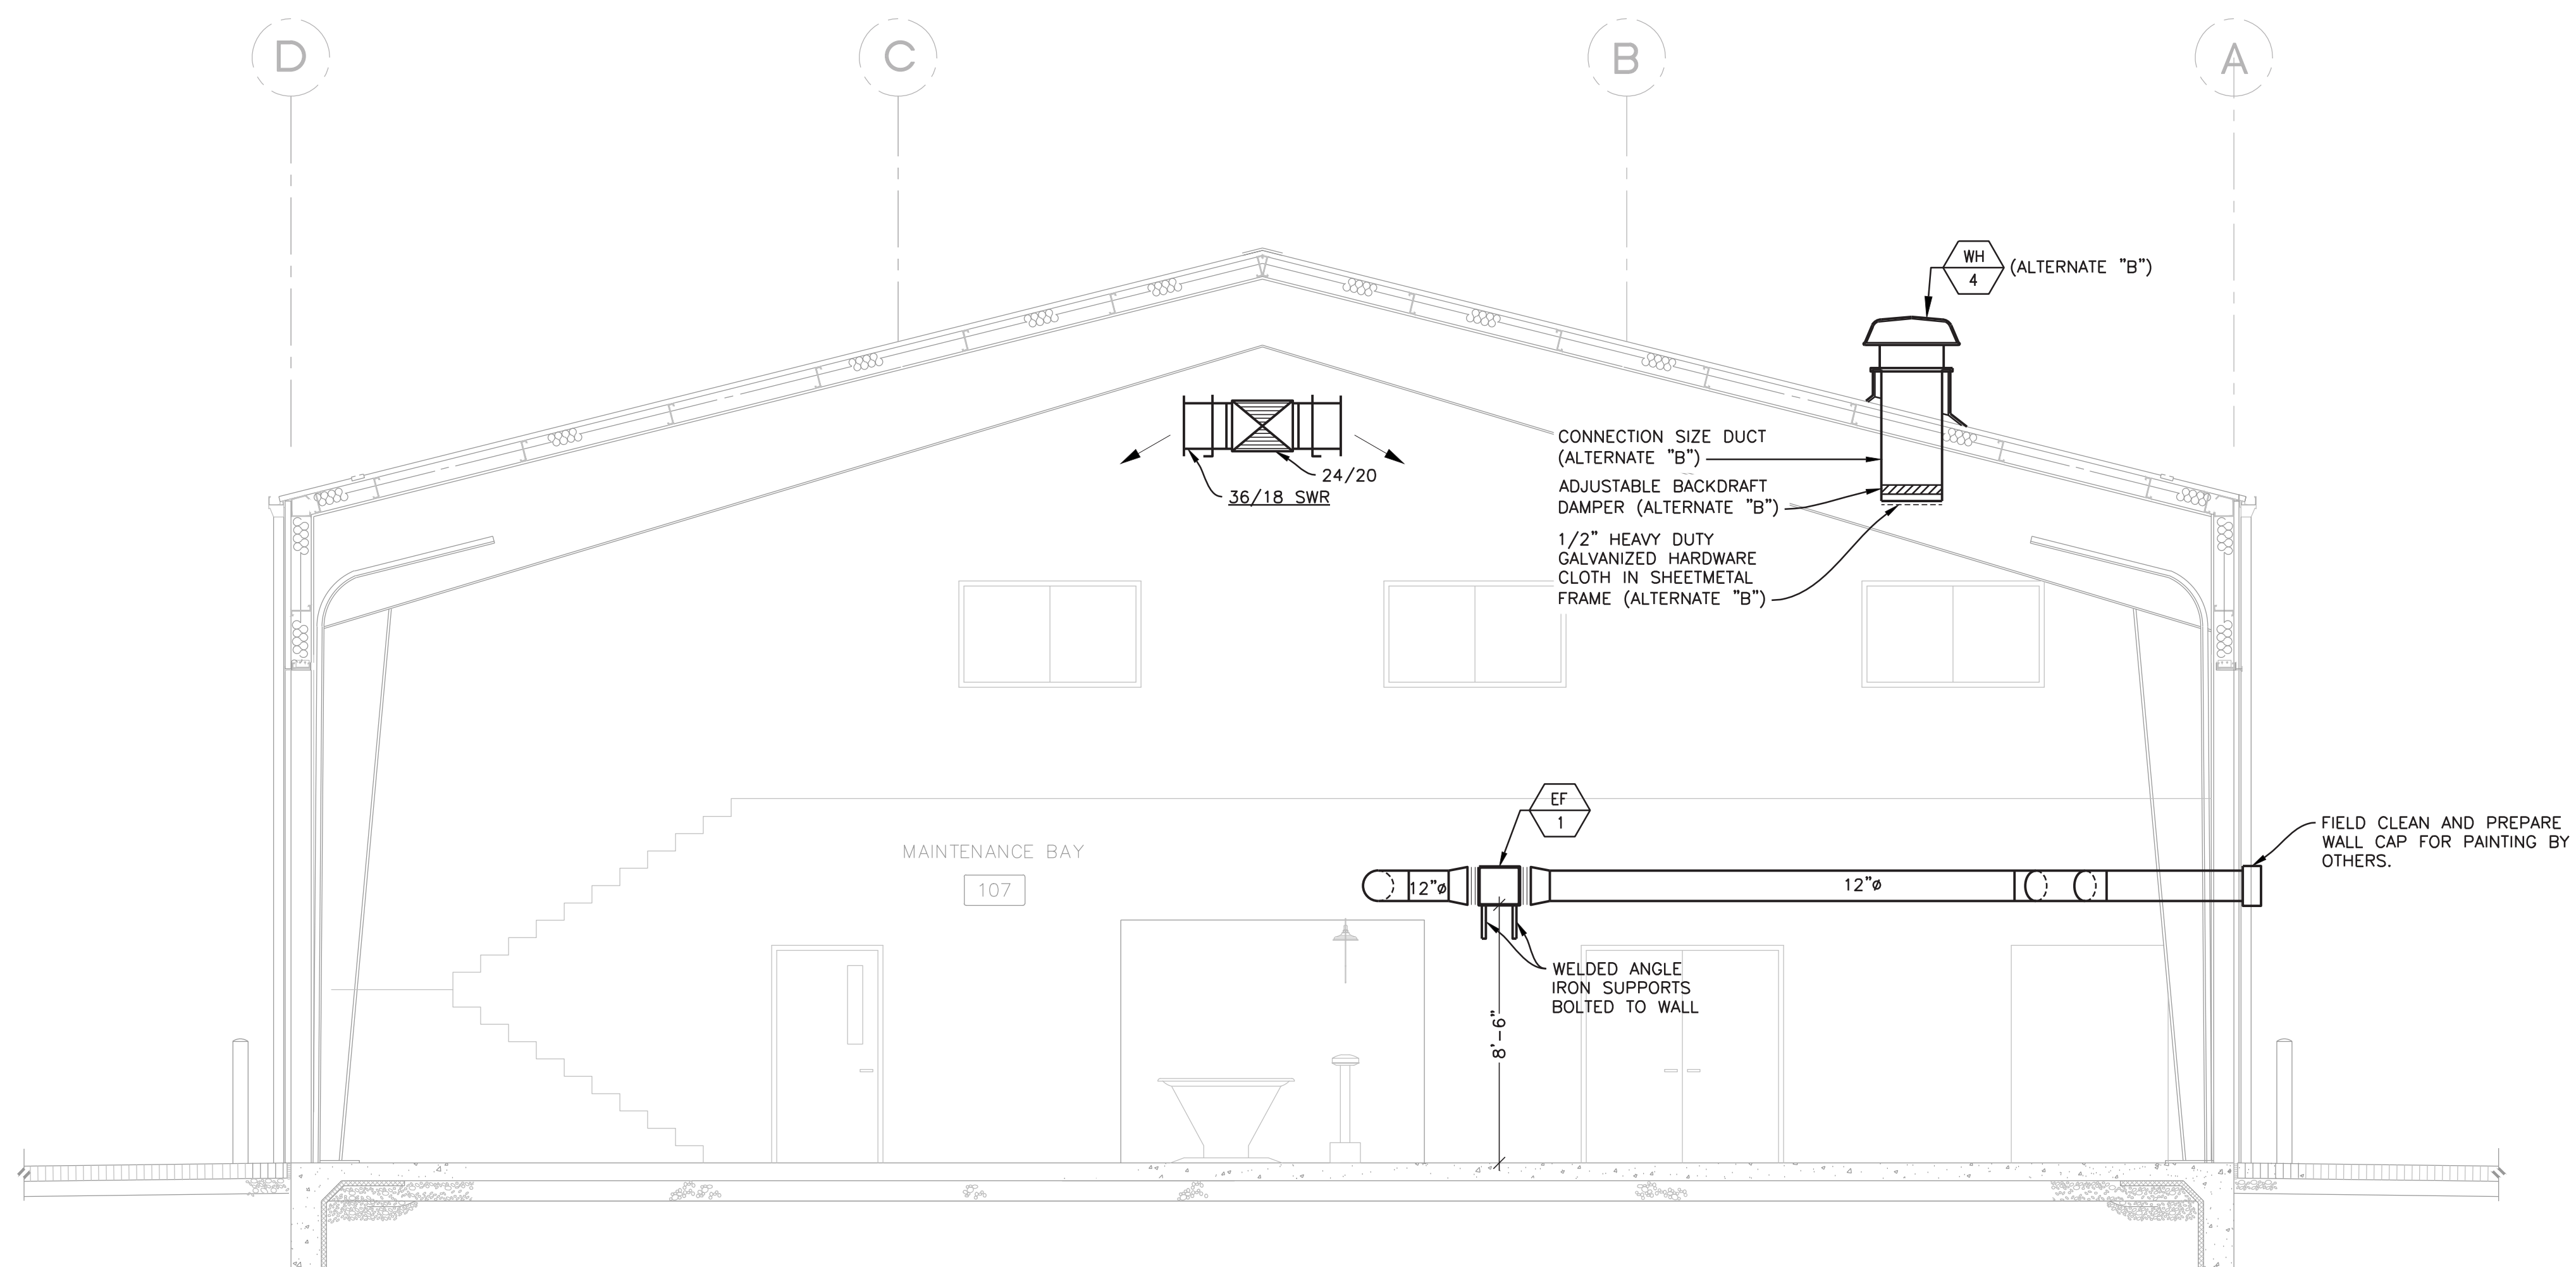 D
C
B
A
WH
4
(ALTERNATE "B")
CONNECTION SIZE DUCT
(ALTERNATE "B")
24/20
36/18 SWR
ADJUSTABLE BACKDRAFT
DAMPER (ALTERNATE "B")
1/2" HEAVY DUTY
GALVANIZED HARDWARE
CLOTH IN SHEETMETAL
FRAME (ALTERNATE "B")
EF
1
FIELD CLEAN AND PREPARE
WALL CAP FOR PAINTING BY
OTHERS.
MAINTENANCE BAY
107
12"ø
12"ø
WELDED ANGLE
IRON SUPPORTS
BOLTED TO WALL
8'-6"